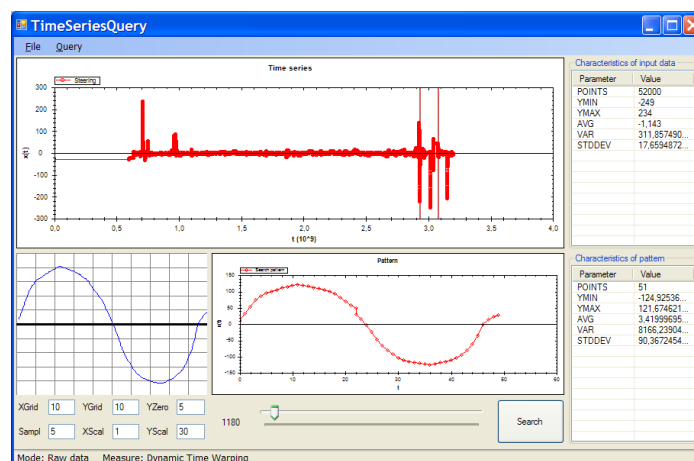 TimeSeriesQuery
File Query
Time series
Steering
x(t)
300
200
100
0
-100
-200
-300
0,0 0,5 1,0 1,5 2,0 2,5 3,0 3,5 4,0
t (10^9)
Characteristics of input data
Parameter Value
POINTS 52000
YMIN -249
YMAX 234
AVG -1,143
VAR 311,857490...
STDDEV 17,6594872...
Pattern
Search pattern
x(t)
150
100
50
0
-50
-100
-150
0 10 20 30 40 50 60
t
Characteristics of pattern
Parameter Value
POINTS 51
YMIN -124,92536...
YMAX 121,674621...
AVG 3,41999695...
VAR 8166,23904...
STDDEV 90,3672454...
XGrid 10 YGrid 10 YZero 5
Sampl 5 XScal 1 YScal 30
1180
Search
Mode: Raw data Measure: Dynamic Time Warping